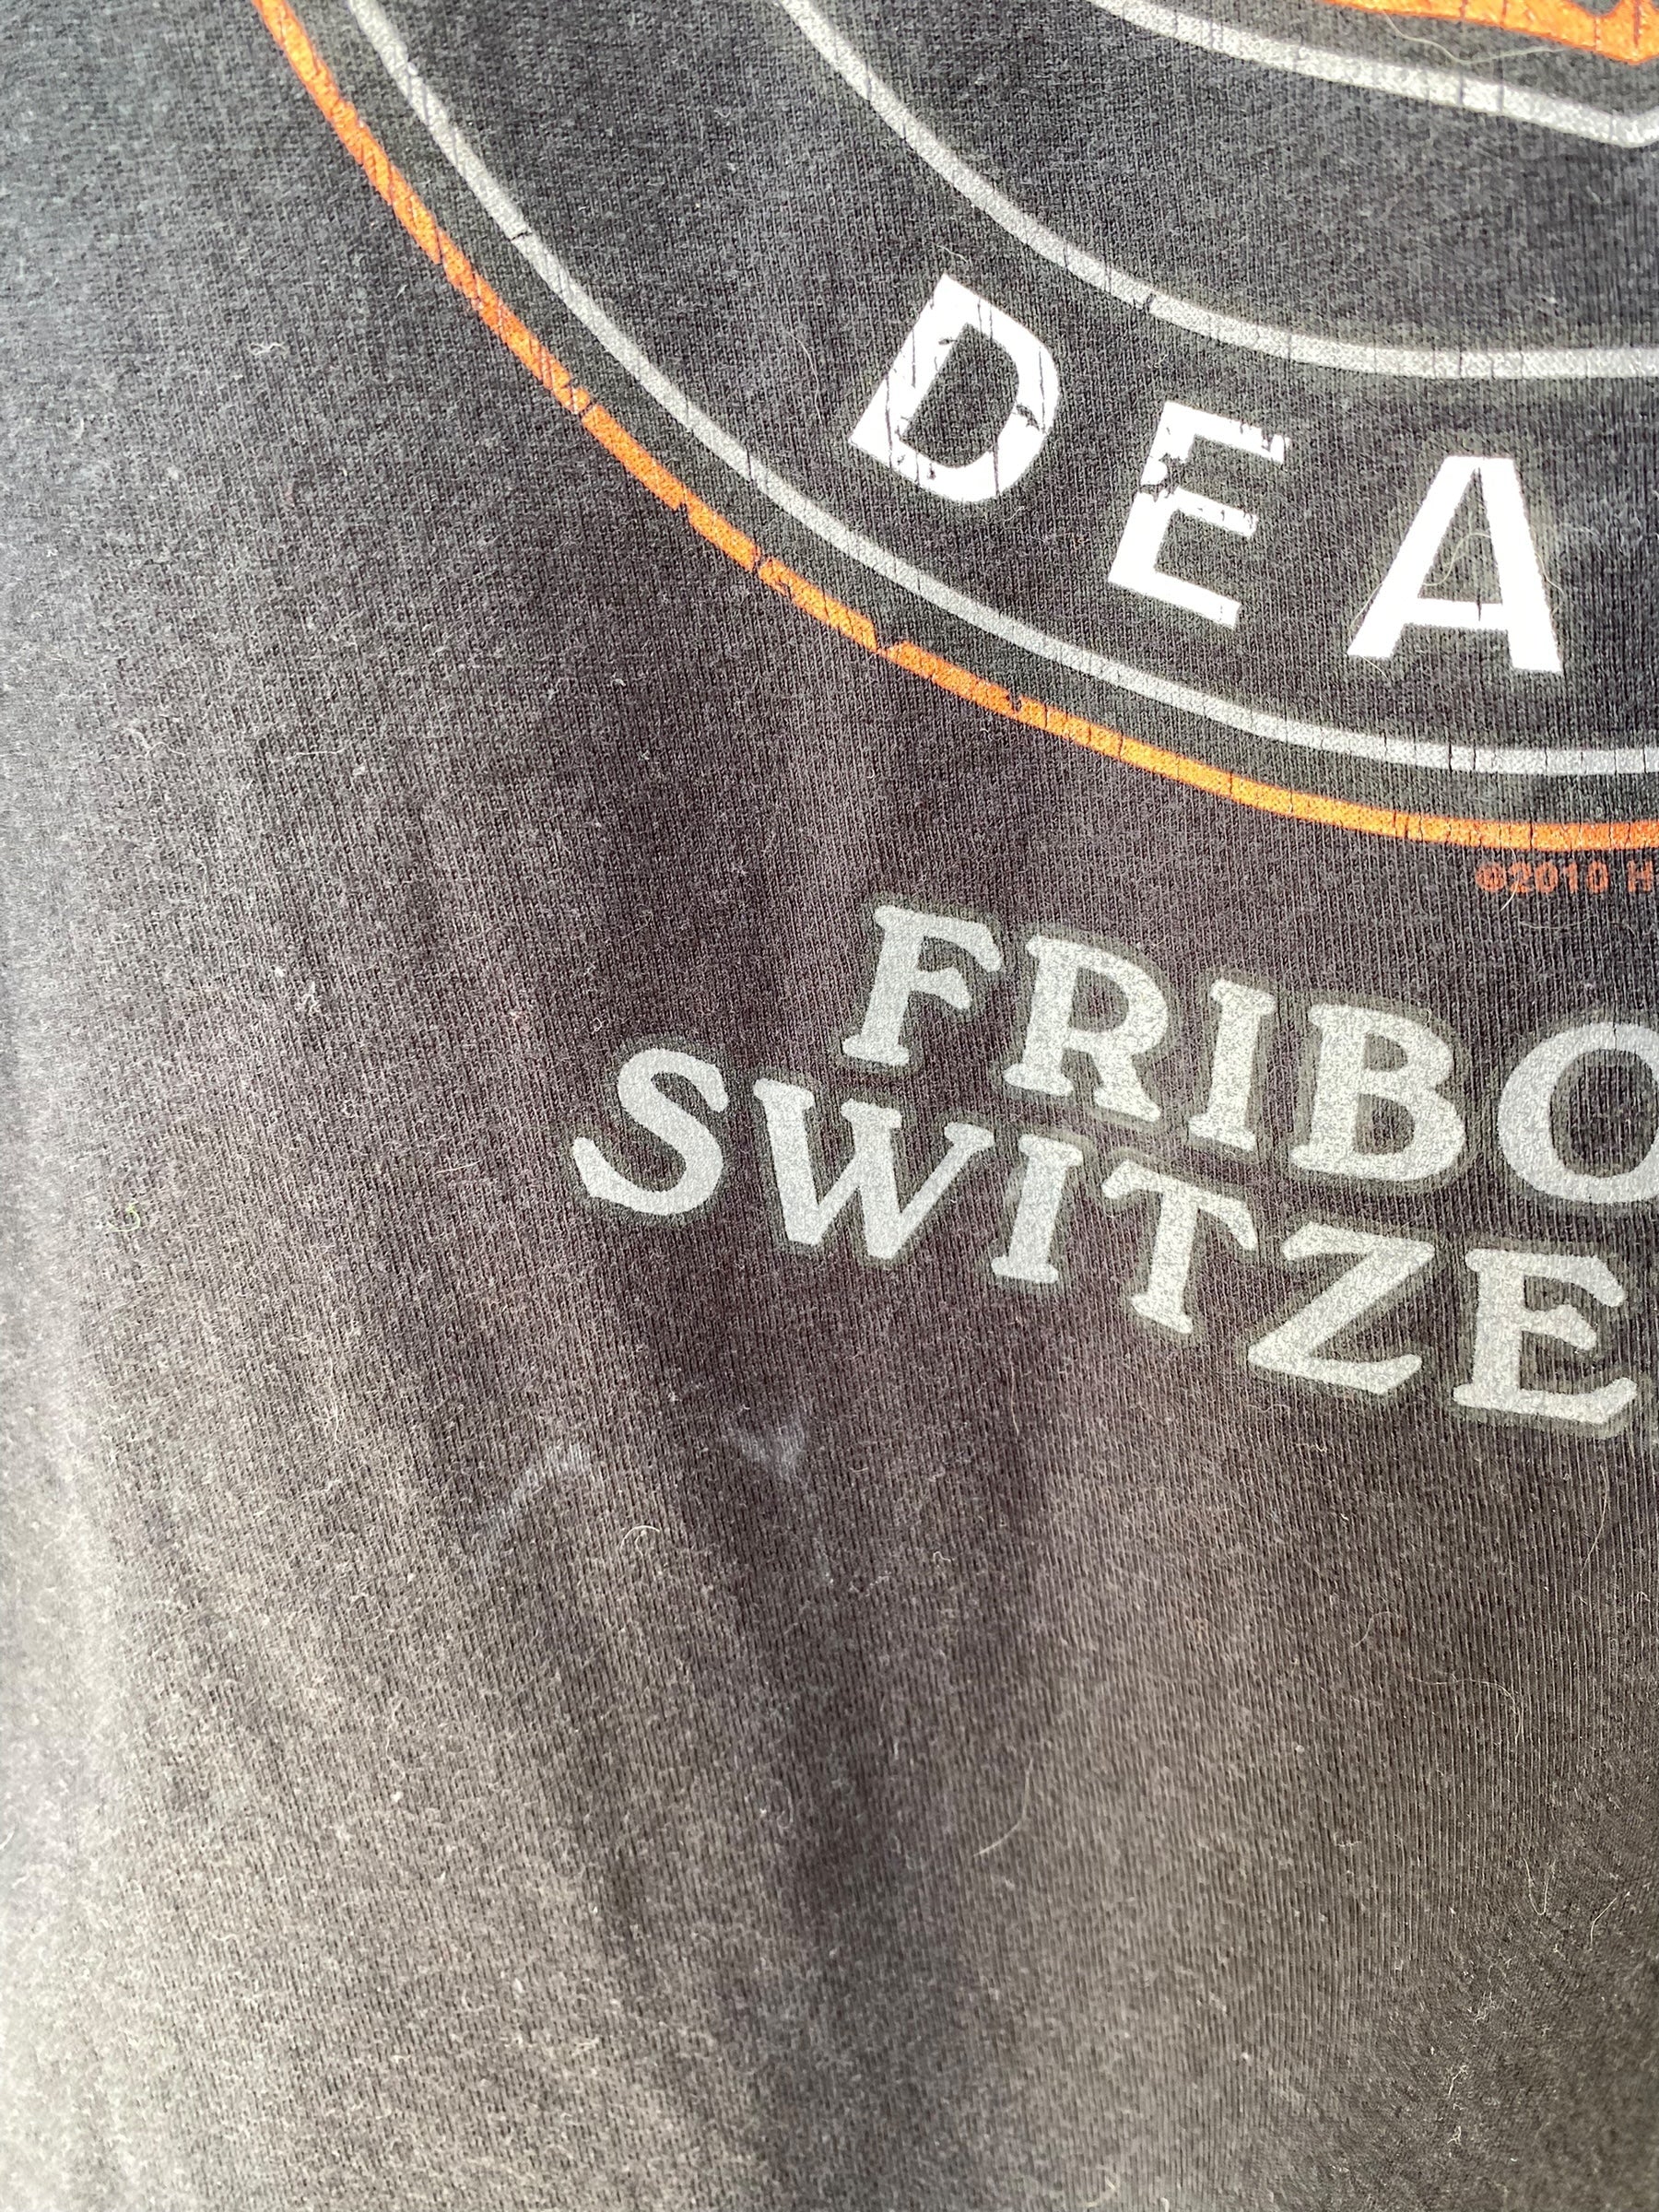 DEA
©2010 H
FRIBO
SWITZE